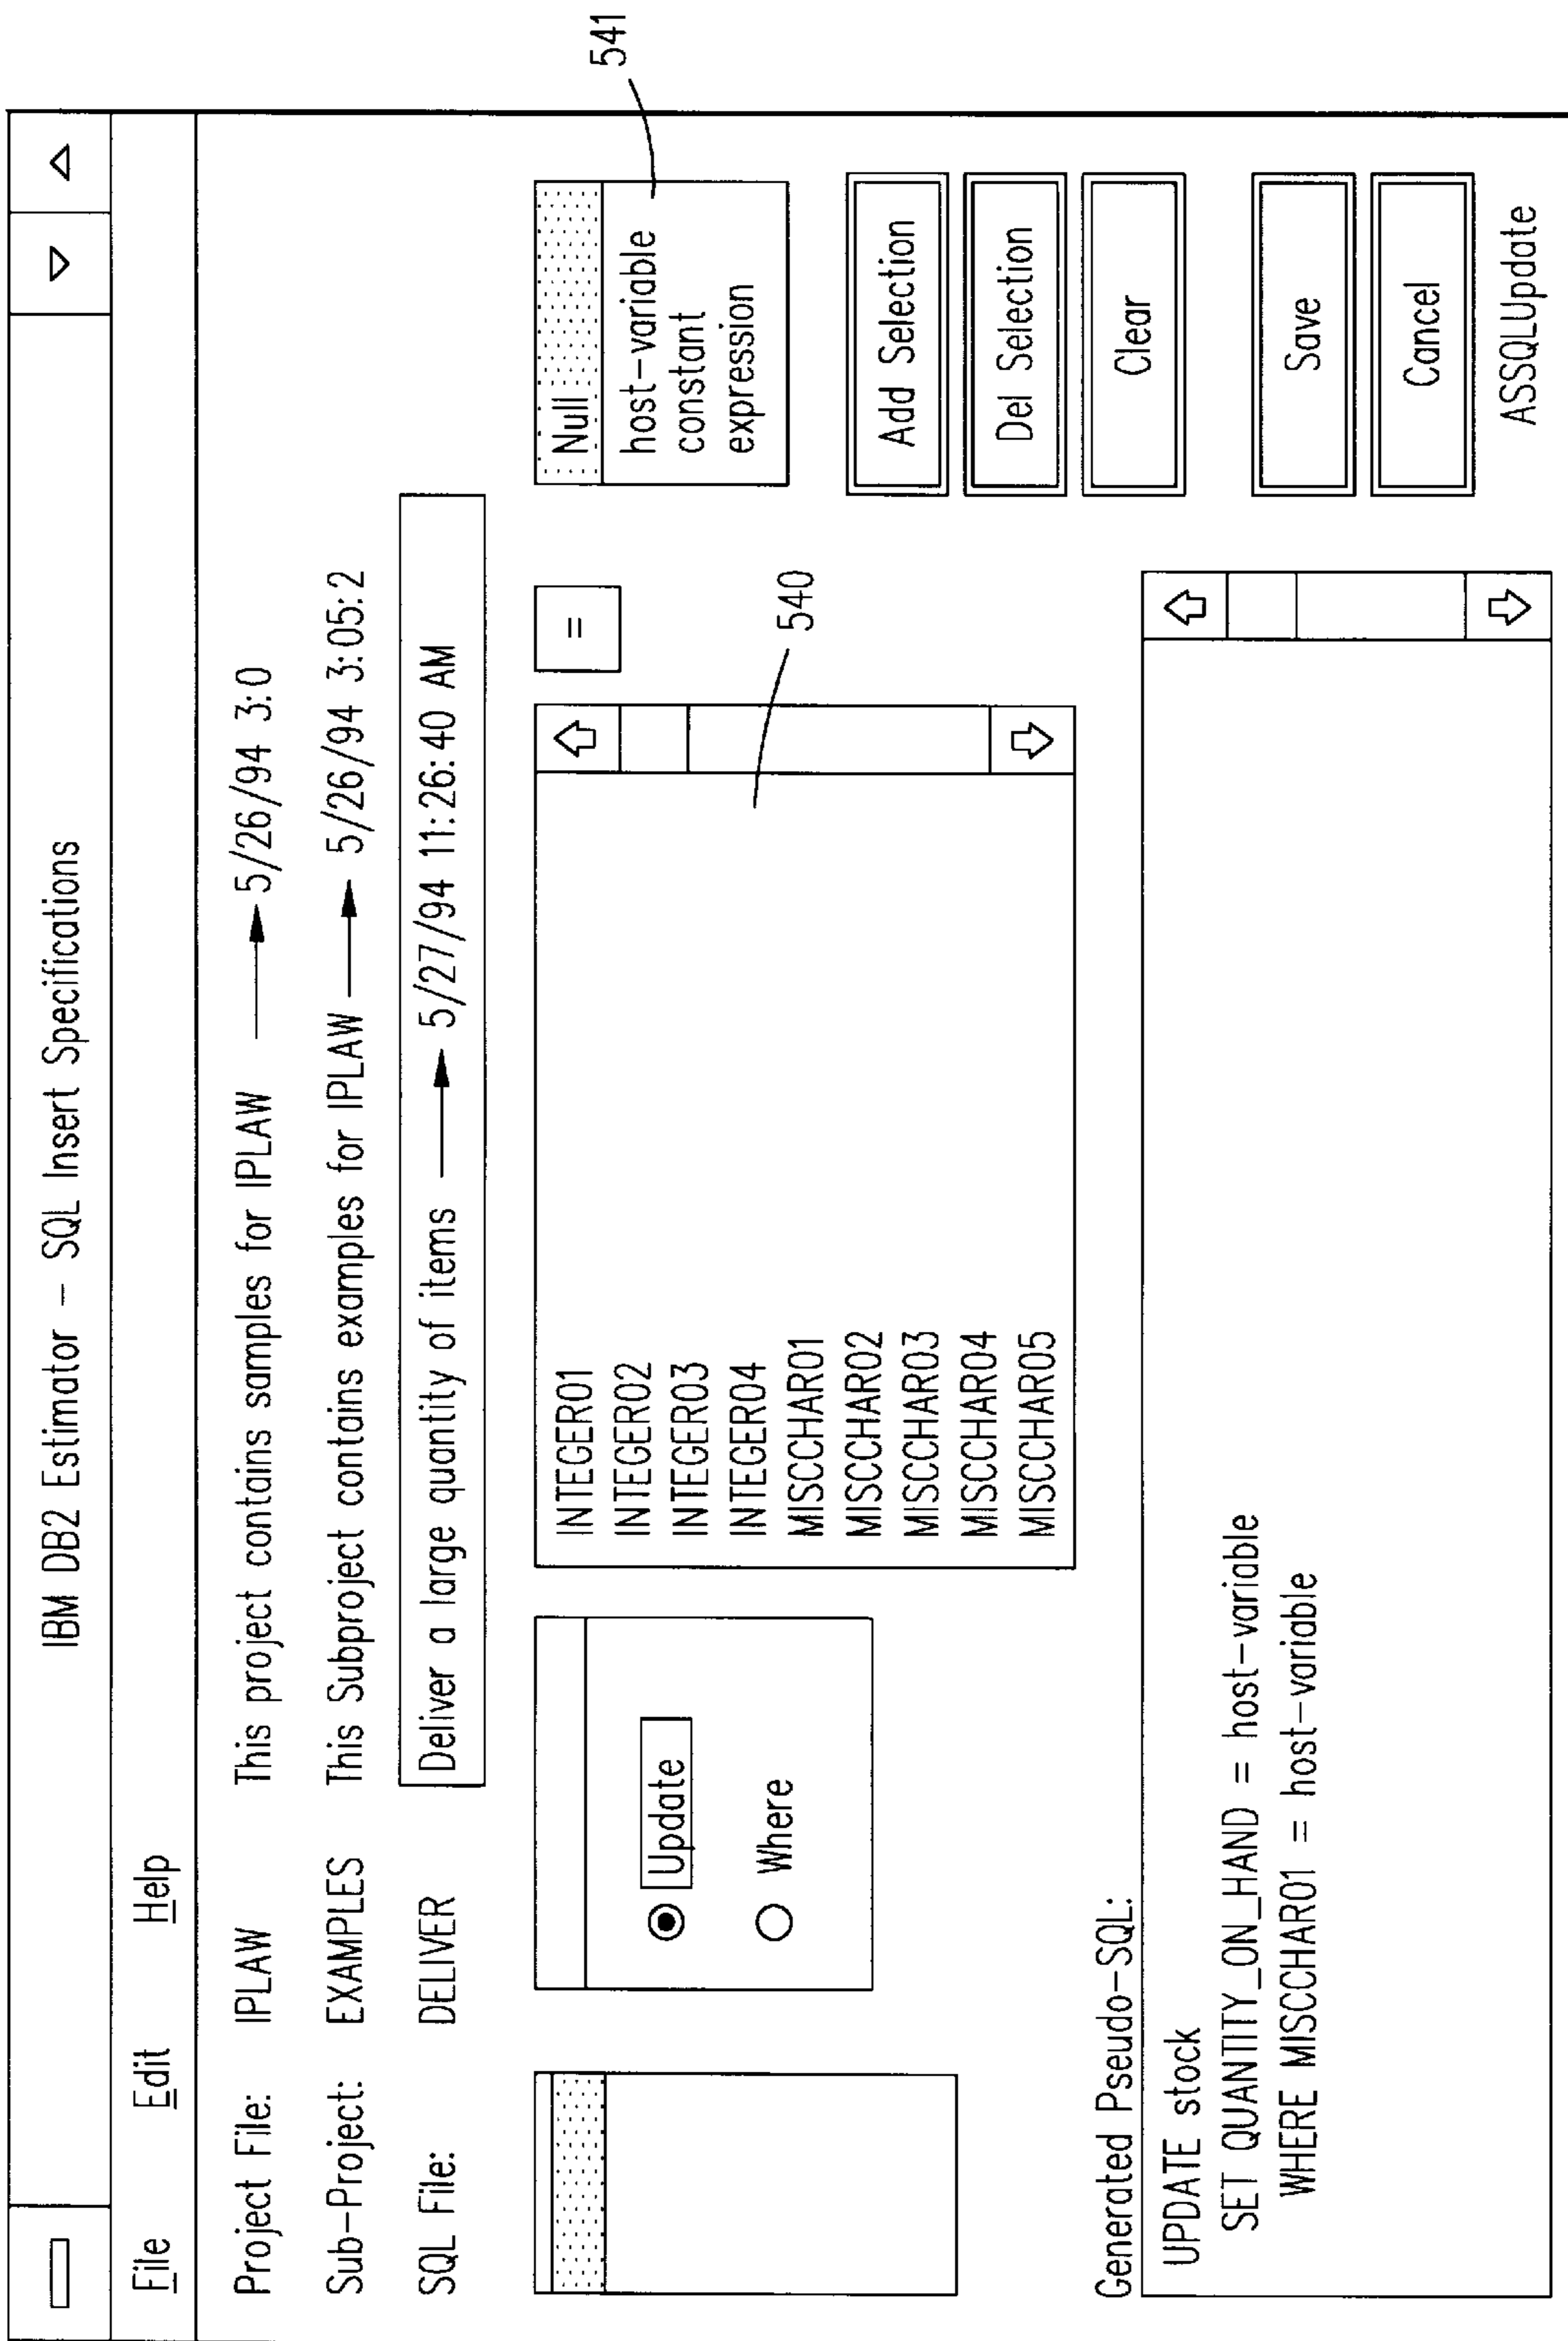 IBM DB2 Estimator – SQL Insert Specifications
File Edit Help
Project File: IPLAW This project contains samples for IPLAW 5/26/94 3:0
Sub-Project: EXAMPLES This Subproject contains examples for IPLAW 5/26/94 3:05:2
SQL File: DELIVER Deliver a large quantity of items 5/27/94 11:26:40 AM
Update
Where
INTEGER01
INTEGER02
INTEGER03
INTEGER04
MISCCHAR01
MISCCHAR02
MISCCHAR03
MISCCHAR04
MISCCHAR05
540
=
Null
host-variable
constant
expression
541
Add Selection
Del Selection
Clear
Save
Cancel
ASSQLUpdate
Generated Pseudo-SQL:
UPDATE stock
SET QUANTITY_ON_HAND = host-variable
WHERE MISCCHAR01 = host-variable